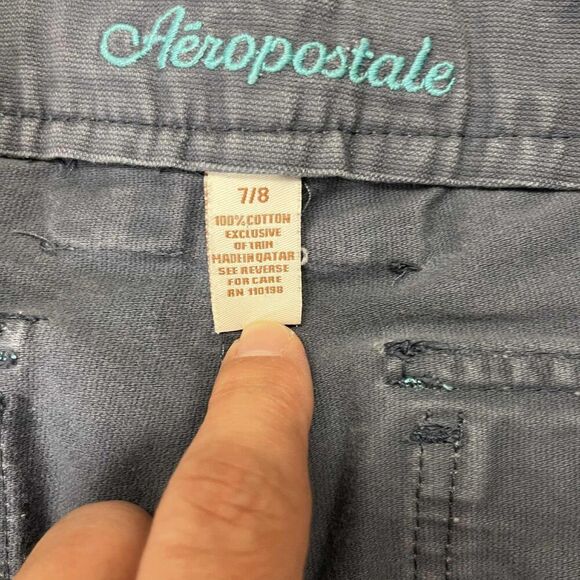 Aéropostale
7/8
100% COTTON
EXCLUSIVE
OF TRIM
MADE IN QATAR
SEE REVERSE
FOR CARE
RN 110198